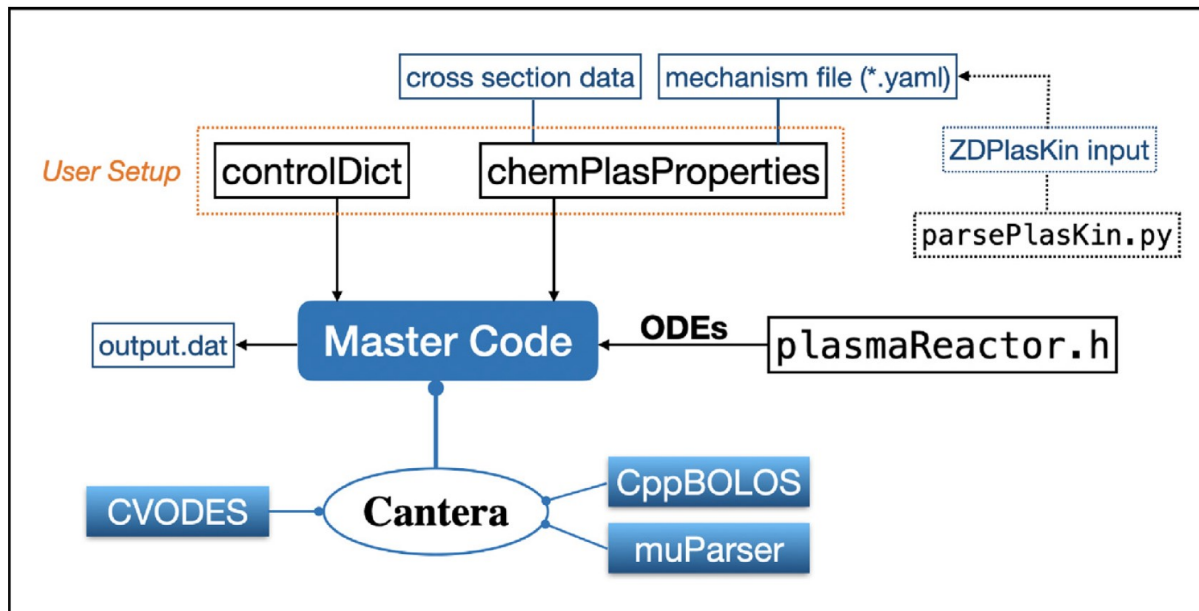 cross section data
mechanism file (*.yaml)
User Setup
controlDict
chemPlasProperties
ZDPlasKin input
parsePlasKin.py
output.dat
Master Code
ODEs
plasmaReactor.h
CVODES
Cantera
CppBOLOS
muParser